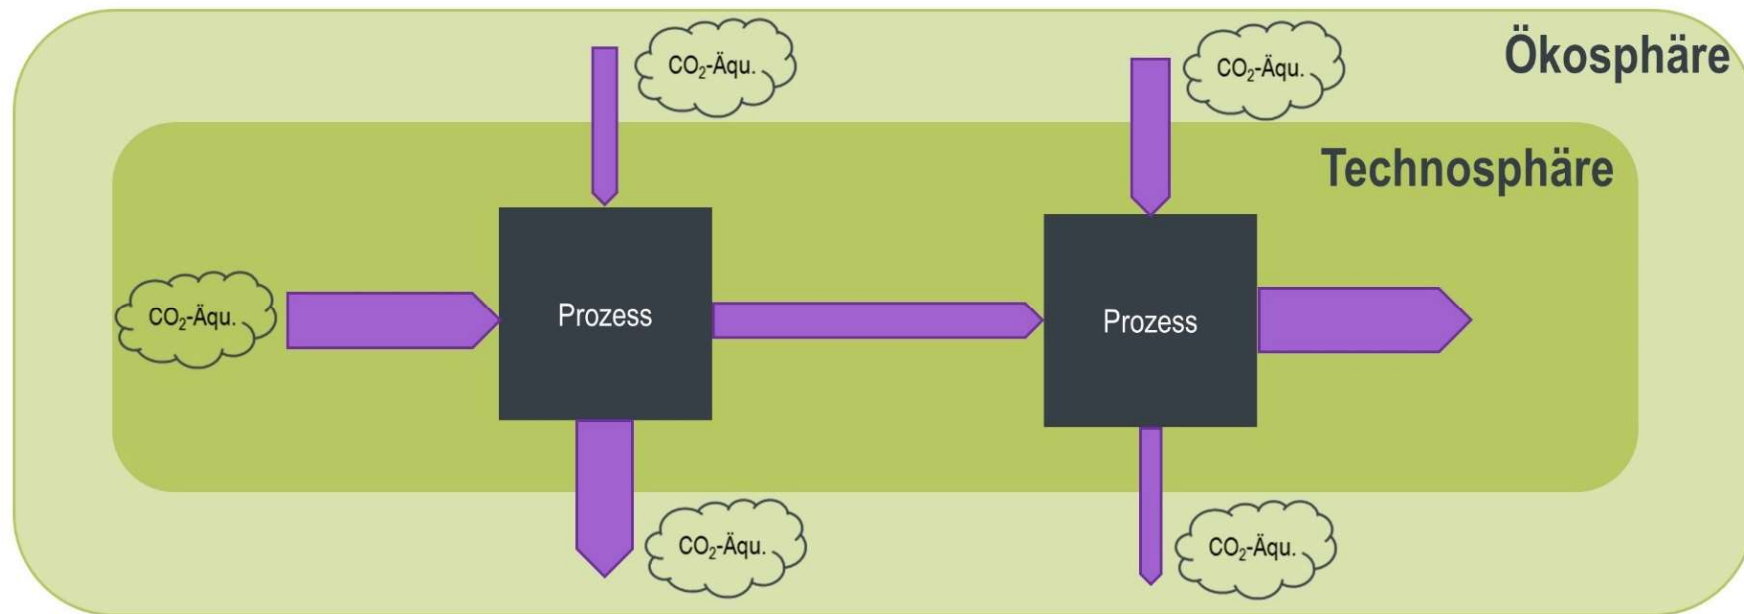 Ökosphäre
CO₂-Äqu.
CO₂-Äqu.
Technosphäre
CO₂-Äqu.
Prozess
Prozess
CO₂-Äqu.
CO₂-Äqu.